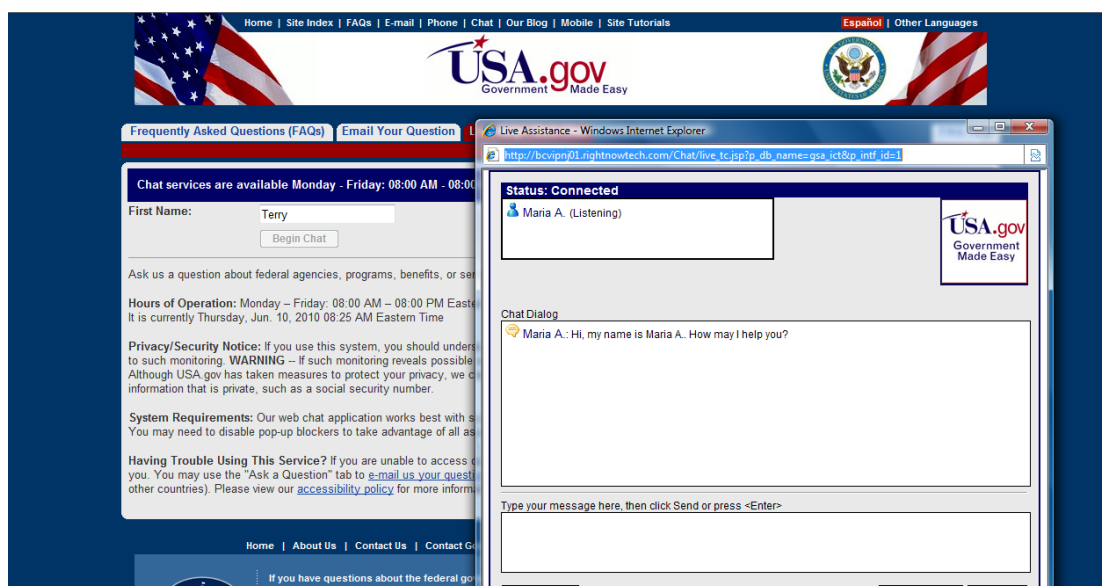 Home | Site Index | FAQs | E-mail | Phone | Chat | Our Blog | Mobile | Site Tutorials
Español | Other Languages
USA.gov
Government Made Easy
Frequently Asked Questions (FAQs)
Email Your Question
Chat services are available Monday - Friday: 08:00 AM - 08:00
First Name:
Terry
Begin Chat
Ask us a question about federal agencies, programs, benefits, or
Hours of Operation: Monday – Friday: 08:00 AM – 08:00 PM
It is currently Thursday, Jun. 10, 2010 08:25 AM Eastern Time
Privacy/Security Notice: If you use this system, you should
to such monitoring. WARNING -- If such monitoring reveals possible
Although USA.gov has taken measures to protect your privacy, we
information that is private, such as a social security number.
System Requirements: Our web chat application works best with
You may need to disable pop-up blockers to take advantage of all
Having Trouble Using This Service? If you are unable to access
you. You may use the "Ask a Question" tab to e-mail us your
other countries). Please view our accessibility policy for more
Home | About Us | Contact Us | Contact
If you have questions about the federal
Live Assistance - Windows Internet Explorer
http://bcvipnj01.rightnowtech.com/Chat/live_tc.jsp?p_db_name=gsa_ict&p_intf_id=1
Status: Connected
Maria A. (Listening)
USA.gov
Government
Made Easy
Chat Dialog
Maria A.: Hi, my name is Maria A.. How may I help you?
Type your message here, then click Send or press <Enter>